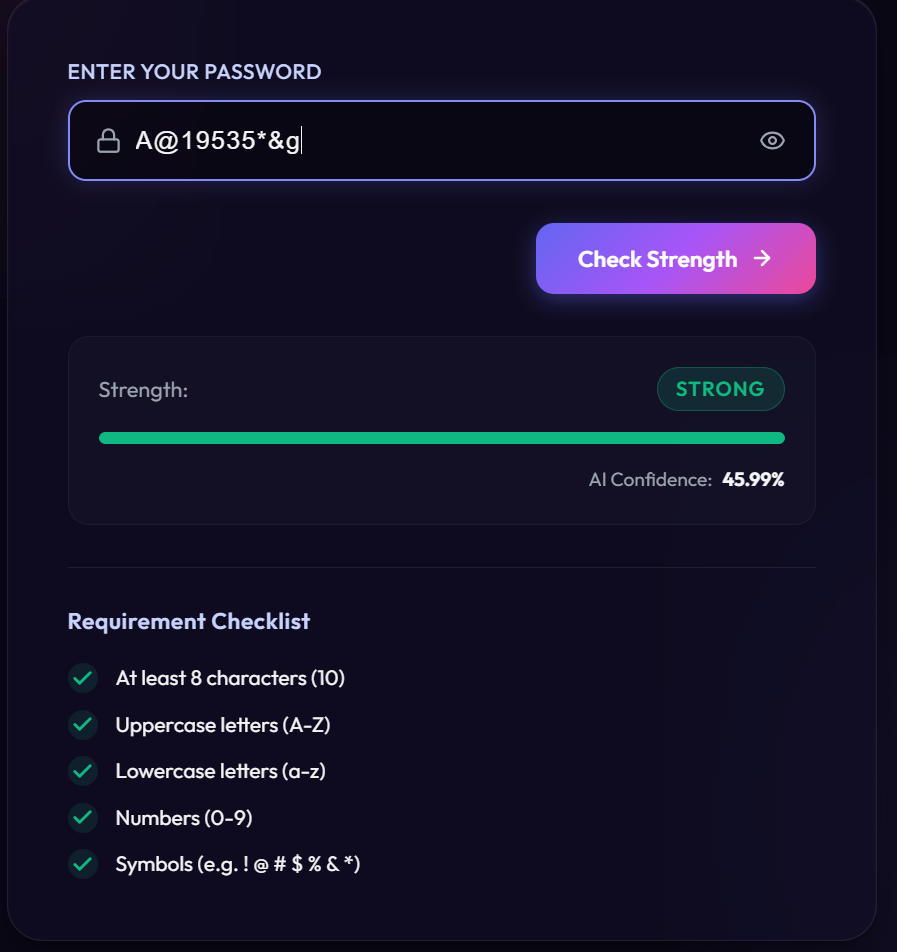 ENTER YOUR PASSWORD
A@19535*&g
Check Strength →
Strength:
STRONG
AI Confidence: 45.99%
Requirement Checklist
At least 8 characters (10)
Uppercase letters (A-Z)
Lowercase letters (a-z)
Numbers (0-9)
Symbols (e.g. ! @ # $ % & *)